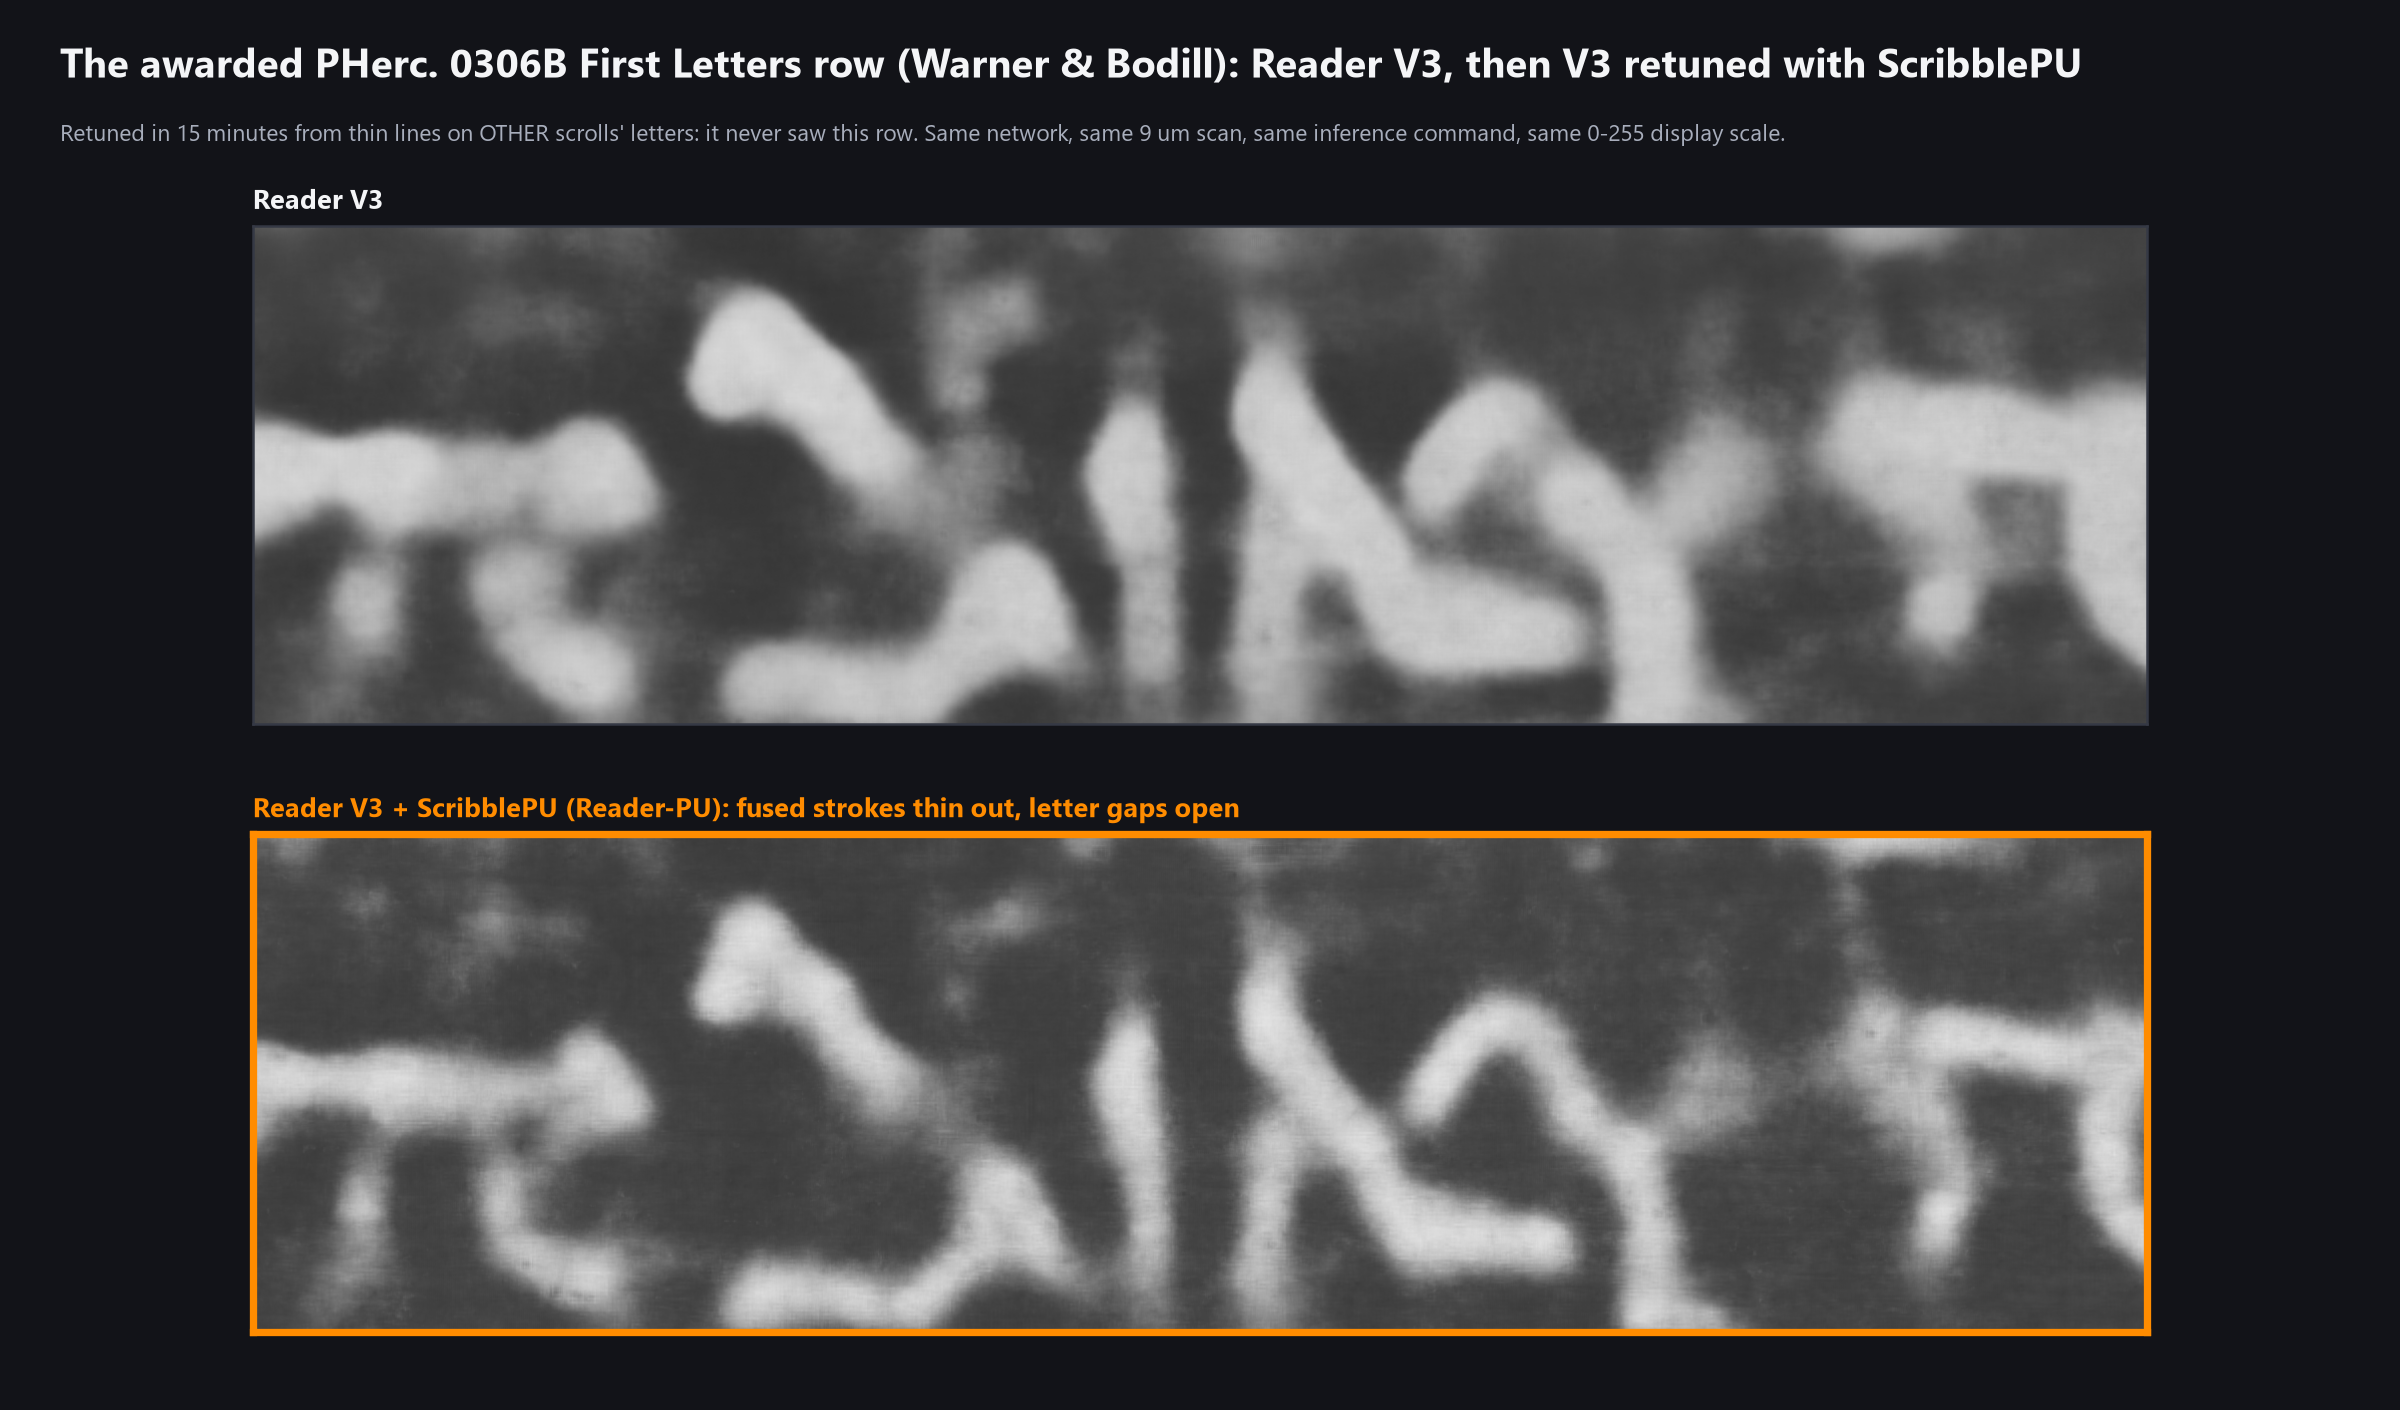 The awarded PHerc. 0306B First Letters row (Warner & Bodill): Reader V3, then V3 retuned with ScribblePU
Retuned in 15 minutes from thin lines on OTHER scrolls' letters: it never saw this row. Same network, same 9 um scan, same inference command, same 0-255 display scale.
Reader V3
Reader V3 + ScribblePU (Reader-PU): fused strokes thin out, letter gaps open